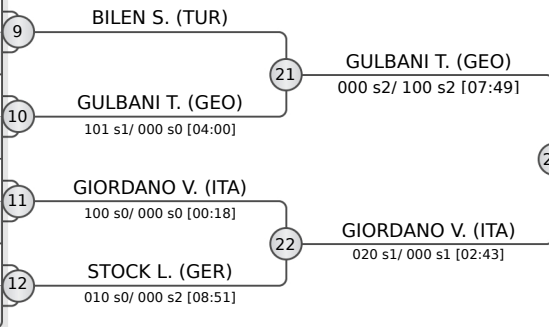 BILEN S. (TUR)
9
21
GULBANI T. (GEO)
000 s2/ 100 s2 [07:49]
GULBANI T. (GEO)
10
101 s1/ 000 s0 [04:00]
GIORDANO V. (ITA)
11
100 s0/ 000 s0 [00:18]
22
GIORDANO V. (ITA)
020 s1/ 000 s1 [02:43]
STOCK L. (GER)
12
010 s0/ 000 s2 [08:51]